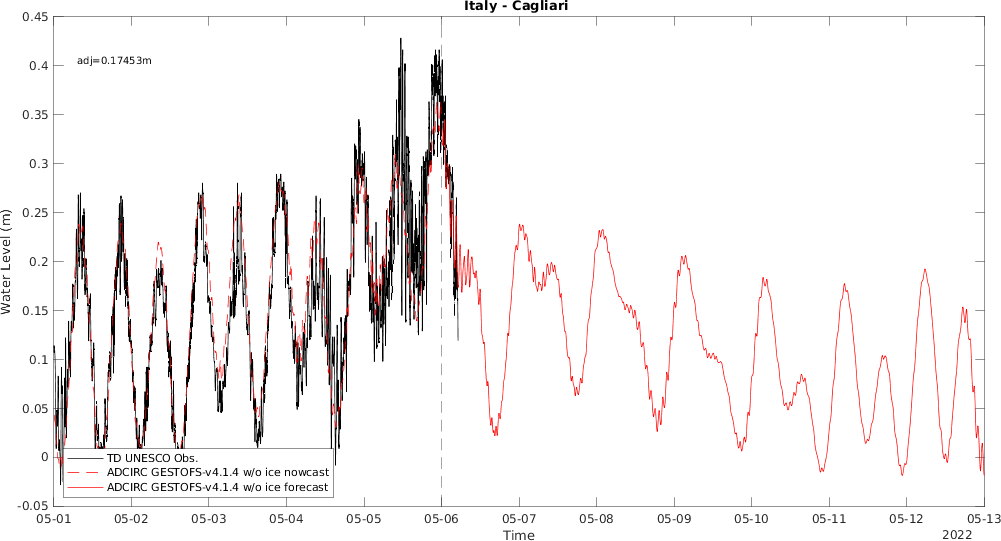 Italy - Cagliari
0.45
0.4
0.35
0.3
0.25
0.2
0.15
0.1
0.05
0
-0.05
Water Level (m)
adj=0.17453m
TD UNESCO Obs.
ADCIRC GESTOFS-v4.1.4 w/o ice nowcast
ADCIRC GESTOFS-v4.1.4 w/o ice forecast
05-01 05-02 05-03 05-04 05-05 05-06 05-07 05-08 05-09 05-10 05-11 05-12 05-13
Time
2022